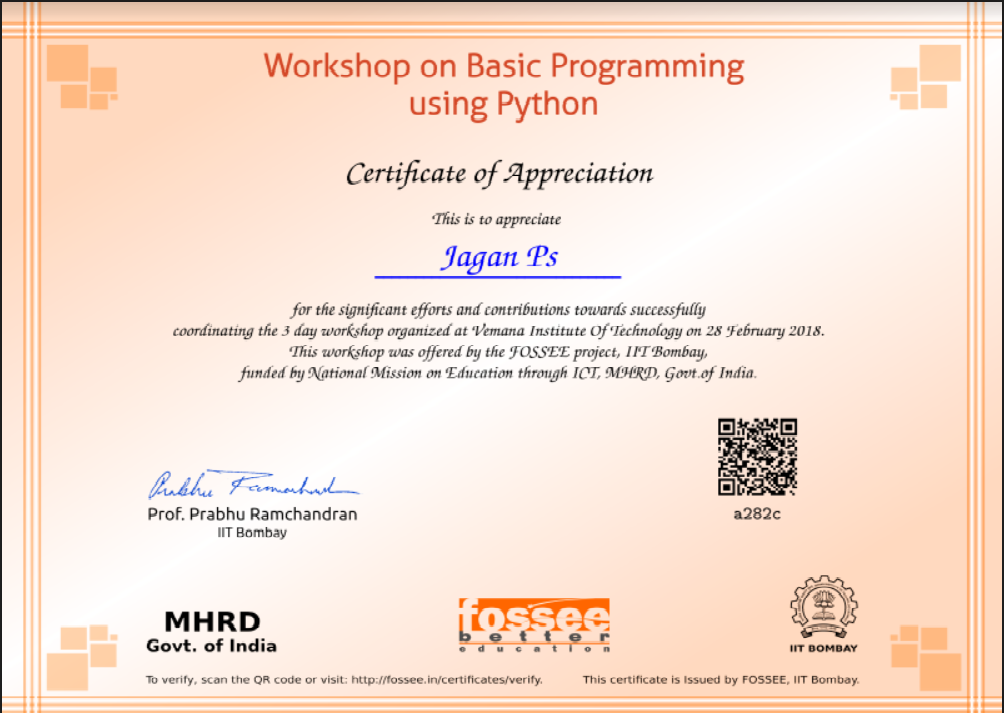 Workshop on Basic Programming
using Python
Certificate of Appreciation
This is to appreciate
Jagan Ps
for the significant efforts and contributions towards successfully
coordinating the 3 day workshop organized at Vemana Institute Of Technology on 28 February 2018.
This workshop was offered by the FOSSEE project, IIT Bombay,
funded by National Mission on Education through ICT, MHRD, Govt.of India.
a282c
Prof. Prabhu Ramchandran
IIT Bombay
MHRD
Govt. of India
fossee
better
education
IIT BOMBAY
To verify, scan the QR code or visit: http://fossee.in/certificates/verify.
This certificate is Issued by FOSSEE, IIT Bombay.